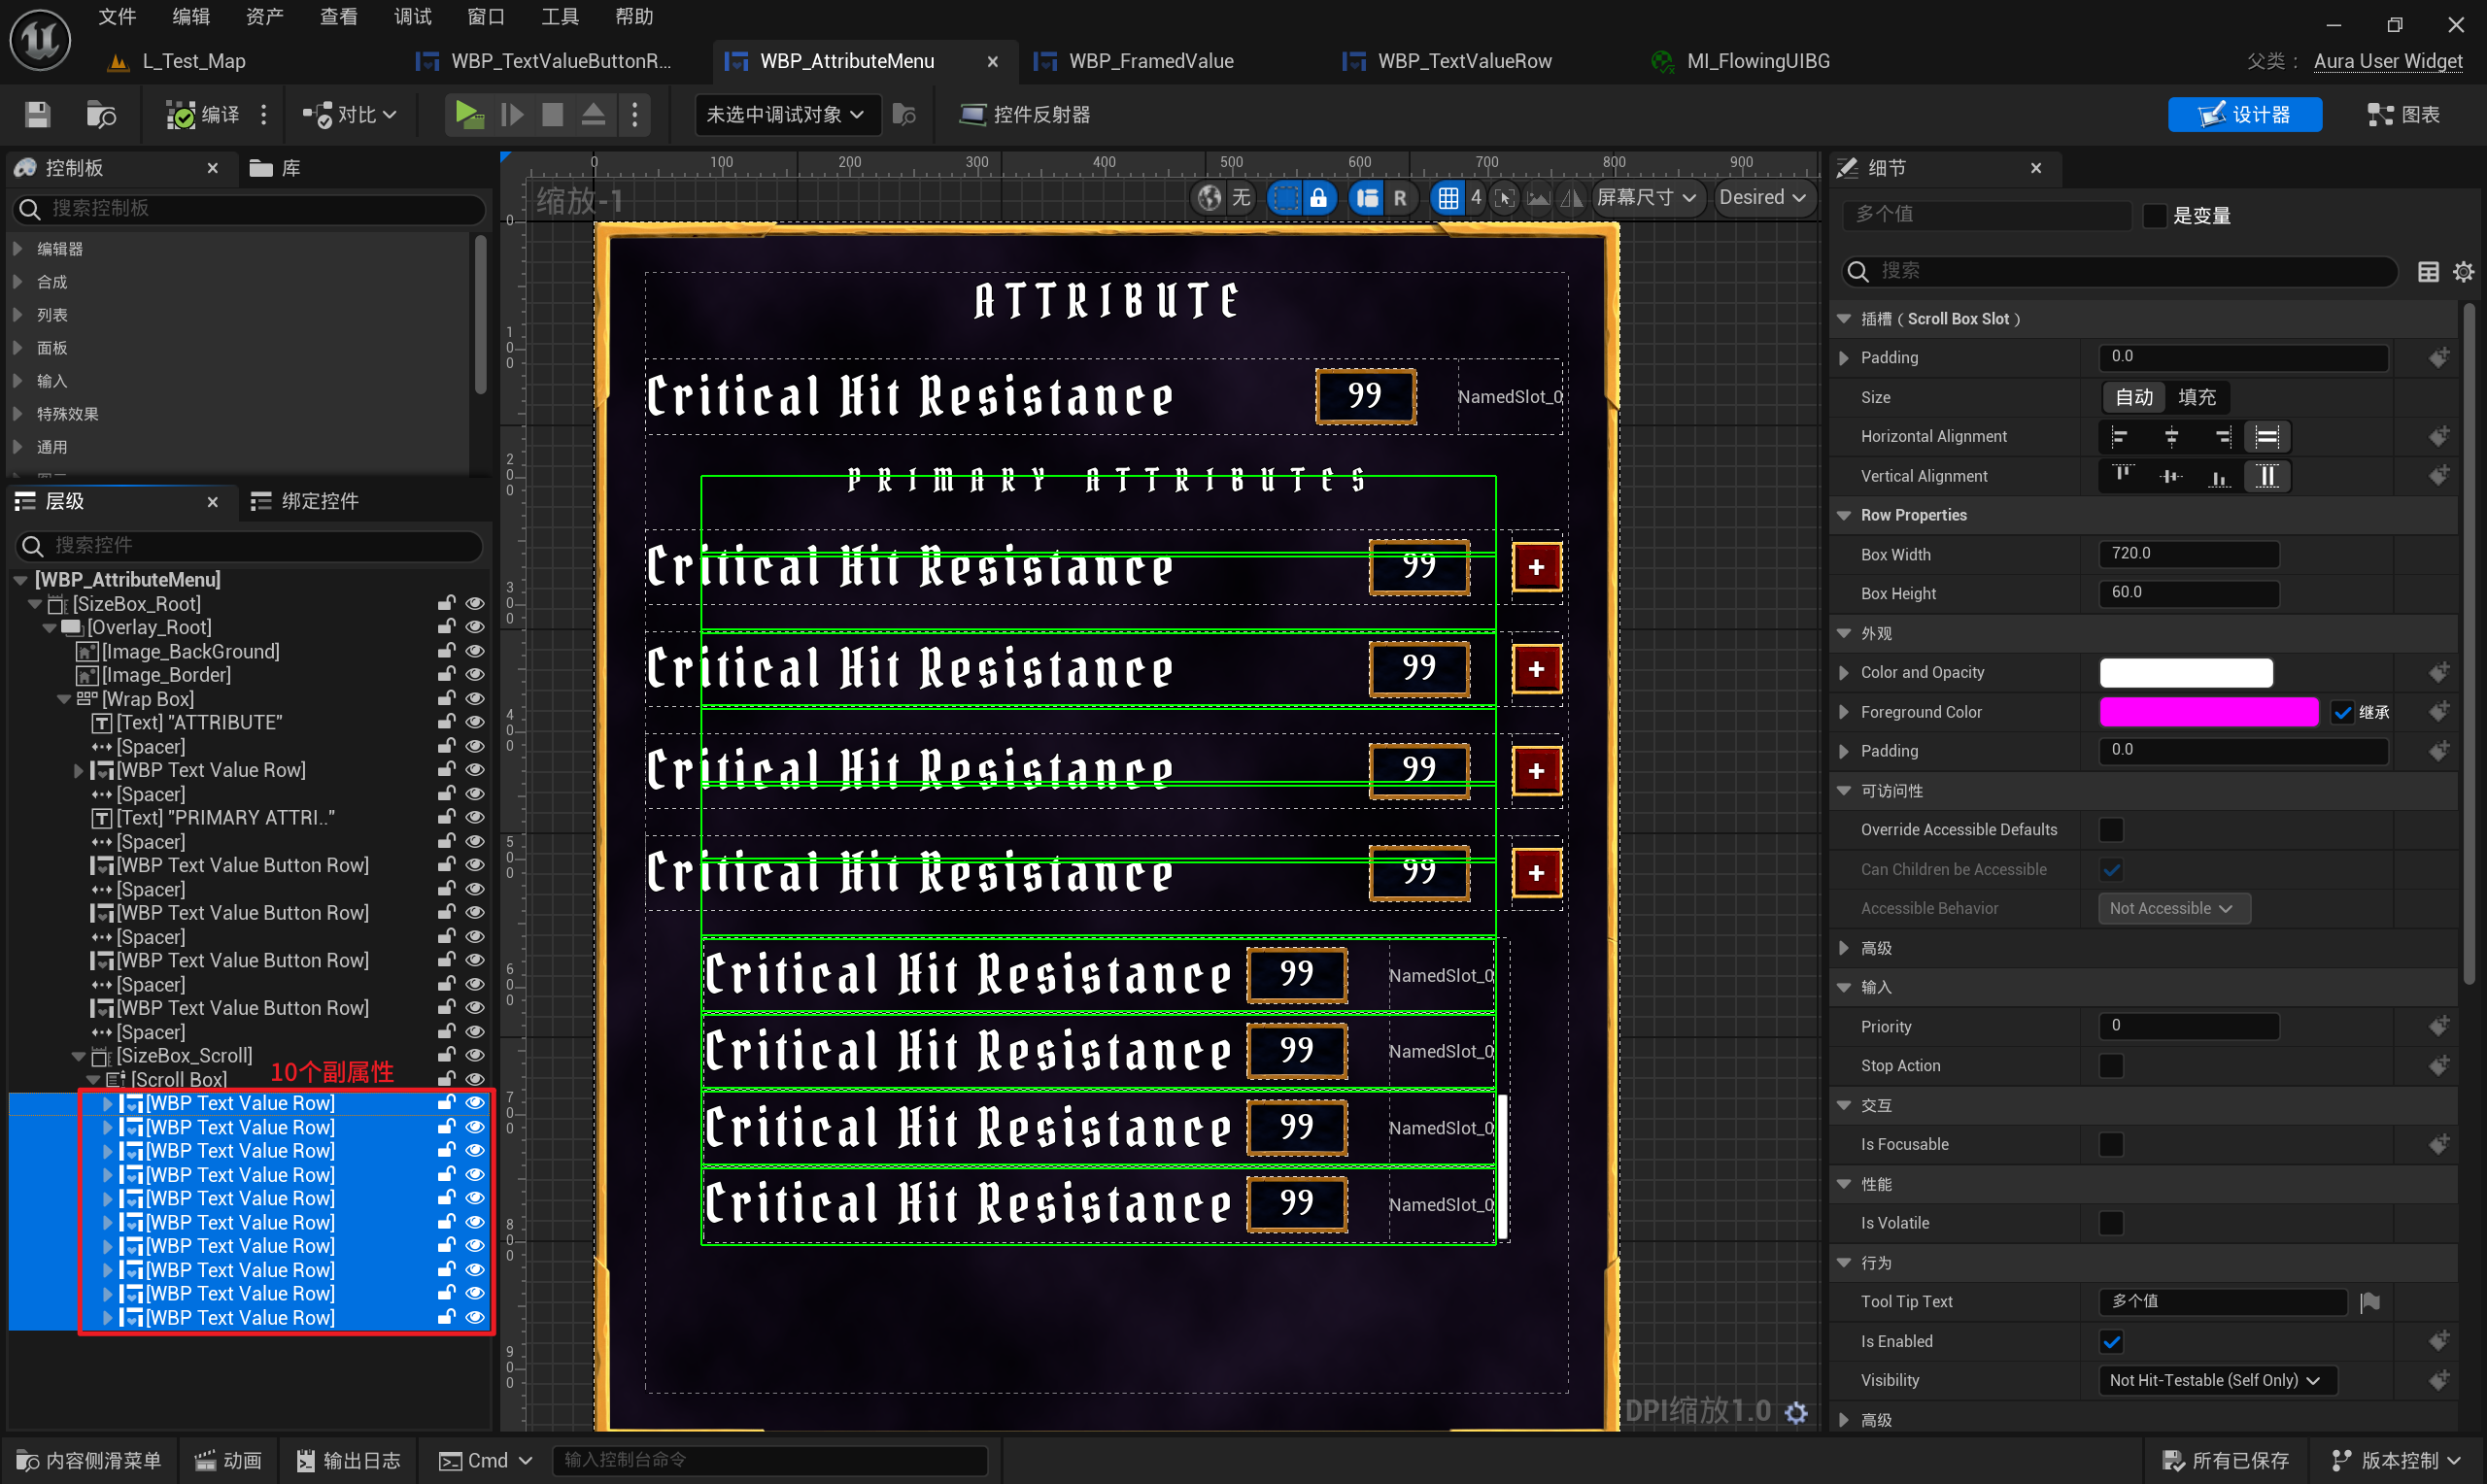 文件 编辑 资产 查看 调试 窗口 工具 帮助
L_Test_Map WBP_TextValueButtonR... WBP_AttributeMenu WBP_FramedValue WBP_TextValueRow MI_FlowingUIBG 父类： Aura User Widget
编译 对比 未选中调试对象 控件反射器 设计器 图表
控制板 库
搜索控制板
编辑器
合成
列表
面板
输入
特殊效果
通用
层级 绑定控件
搜索控件
[WBP_AttributeMenu]
[SizeBox_Root]
[Overlay_Root]
[Image_BackGround]
[Image_Border]
[Wrap Box]
[Text] "ATTRIBUTE"
[Spacer]
[WBP Text Value Row]
[Spacer]
[Text] "PRIMARY ATTRI.."
[Spacer]
[WBP Text Value Button Row]
[Spacer]
[WBP Text Value Button Row]
[Spacer]
[WBP Text Value Button Row]
[Spacer]
[WBP Text Value Button Row]
[Spacer]
[SizeBox_Scroll]
[Scroll Box] 10个副属性
[WBP Text Value Row]
[WBP Text Value Row]
[WBP Text Value Row]
[WBP Text Value Row]
[WBP Text Value Row]
[WBP Text Value Row]
[WBP Text Value Row]
[WBP Text Value Row]
[WBP Text Value Row]
[WBP Text Value Row]
0 100 200 300 400 500 600 700 800 900
缩放-1 无 R 4 屏幕尺寸 Desired
0
100
200
300
400
500
600
700
800
900
ATTRIBUTE
Critical Hit Resistance 99 NamedSlot_0
PRIMARY ATTRIBUTES
Critical Hit Resistance 99 +
Critical Hit Resistance 99 +
Critical Hit Resistance 99 +
Critical Hit Resistance 99 +
Critical Hit Resistance 99 NamedSlot_0
Critical Hit Resistance 99 NamedSlot_0
Critical Hit Resistance 99 NamedSlot_0
Critical Hit Resistance 99 NamedSlot_0
DPI缩放1.0
细节
多个值 是变量
搜索
插槽（Scroll Box Slot）
Padding 0.0
Size 自动 填充
Horizontal Alignment
Vertical Alignment
Row Properties
Box Width 720.0
Box Height 60.0
外观
Color and Opacity
Foreground Color 继承
Padding 0.0
可访问性
Override Accessible Defaults
Can Children be Accessible
Accessible Behavior Not Accessible
高级
输入
Priority 0
Stop Action
交互
Is Focusable
性能
Is Volatile
行为
Tool Tip Text 多个值
Is Enabled
Visibility Not Hit-Testable (Self Only)
高级
内容侧滑菜单 动画 输出日志 Cmd 输入控制台命令 所有已保存 版本控制